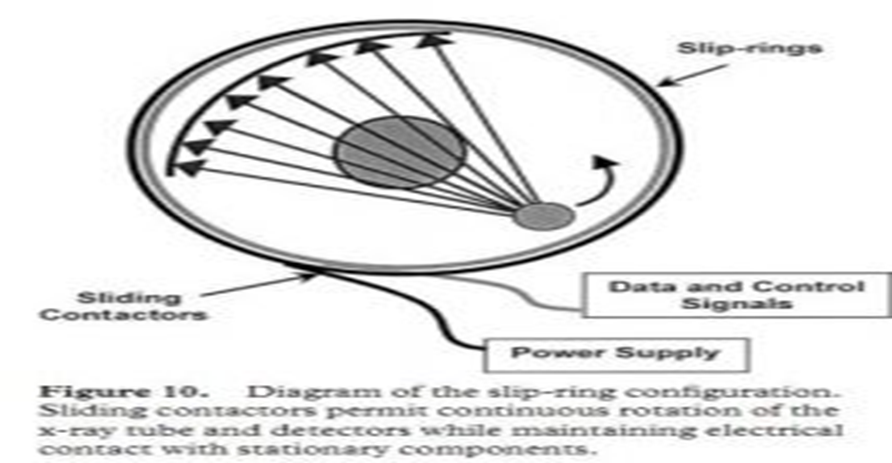 Slip-rings
Sliding
Contactors
Data and Control
Signals
Power Supply
Figure 10. Diagram of the slip-ring configuration.
Sliding contactors permit continuous rotation of the
x-ray tube and detectors while maintaining electrical
contact with stationary components.